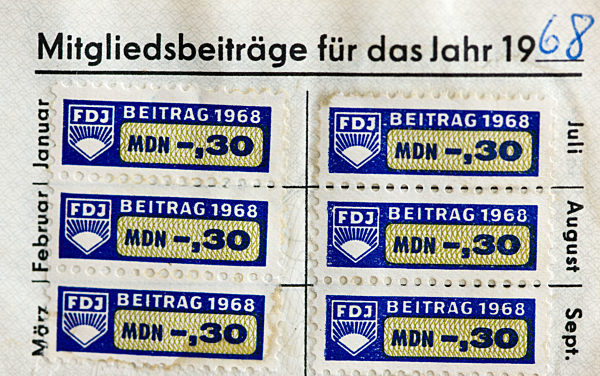 Mitgliedsbeiträge für das Jahr 1968
Januar
FDJ BEITRAG 1968
MDN -,30
Februar
FDJ BEITRAG 1968
MDN -,30
März
FDJ BEITRAG 1968
MDN -,30
Juli
FDJ BEITRAG 1968
MDN -,30
August
FDJ BEITRAG 1968
MDN -,30
Sept.
FDJ BEITRAG 1968
MDN -,30